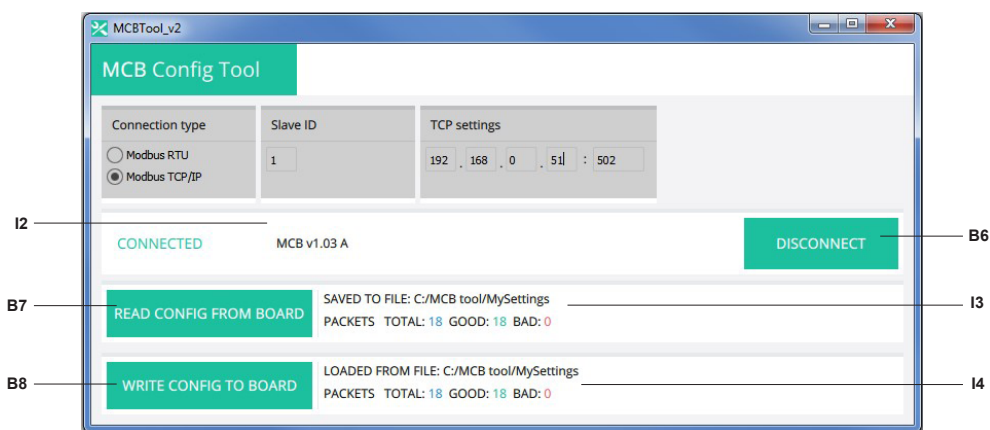 MCBTool_v2
MCB Config Tool
Connection type
Slave ID
TCP settings
Modbus RTU
Modbus TCP/IP
1
192 . 168 . 0 . 51 : 502
I2
CONNECTED
MCB v1.03 A
DISCONNECT
B6
B7
READ CONFIG FROM BOARD
SAVED TO FILE: C:/MCB tool/MySettings
PACKETS TOTAL: 18 GOOD: 18 BAD: 0
I3
B8
WRITE CONFIG TO BOARD
LOADED FROM FILE: C:/MCB tool/MySettings
PACKETS TOTAL: 18 GOOD: 18 BAD: 0
I4